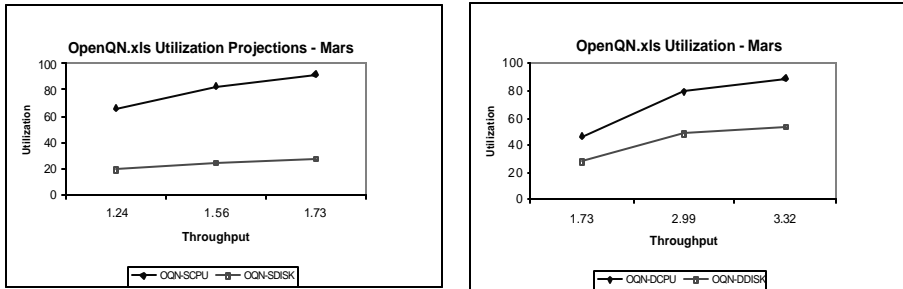 OpenQN.xls Utilization Projections - Mars
100
80
60
40
20
0
Utilization
1.24 1.56 1.73
Throughput
OQN-SCPU OQN-SDISK
OpenQN.xls Utilization - Mars
100
80
60
40
20
0
Utilization
1.73 2.99 3.32
Throughput
OQN-DCPU OQN-DDISK